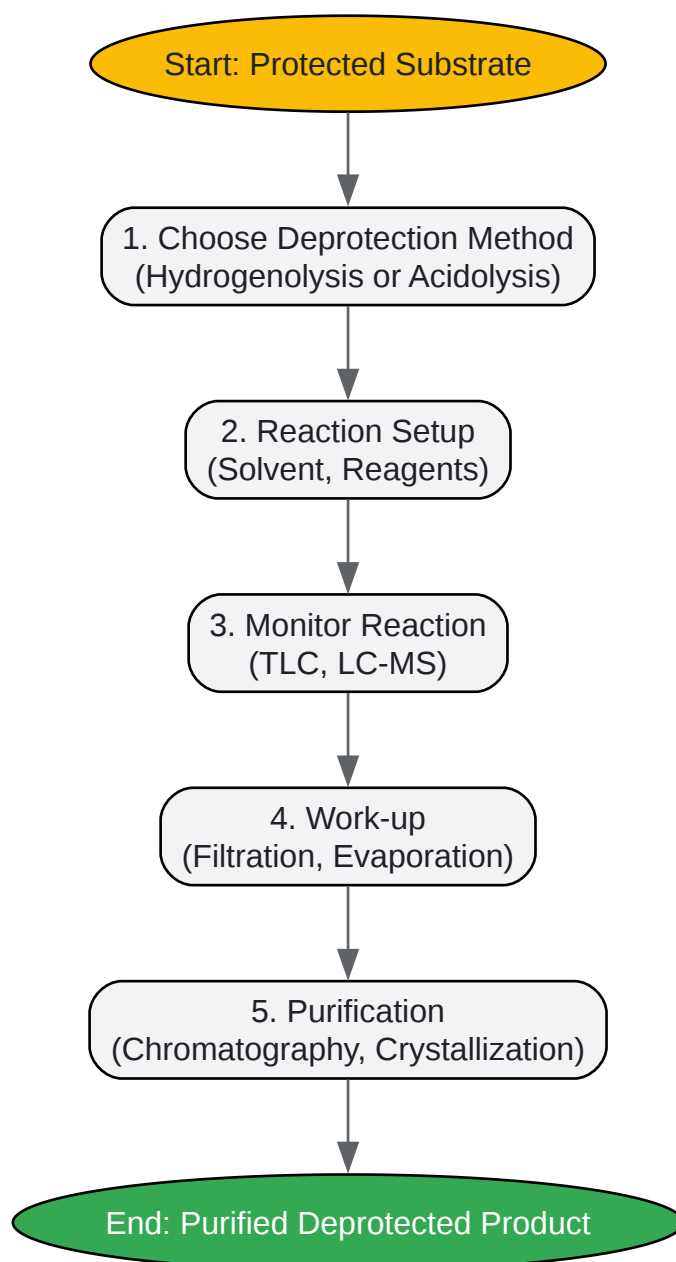 Start: Protected Substrate
1. Choose Deprotection Method
(Hydrogenolysis or Acidolysis)
2. Reaction Setup
(Solvent, Reagents)
3. Monitor Reaction
(TLC, LC-MS)
4. Work-up
(Filtration, Evaporation)
5. Purification
(Chromatography, Crystallization)
End: Purified Deprotected Product